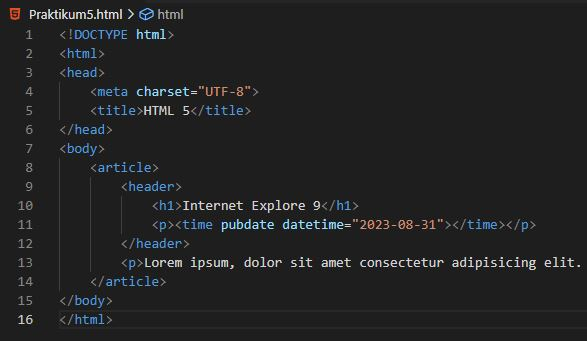 Praktikum5.html > html
1 <!DOCTYPE html>
2 <html>
3 <head>
4     <meta charset="UTF-8">
5     <title>HTML 5</title>
6 </head>
7 <body>
8     <article>
9         <header>
10             <h1>Internet Explore 9</h1>
11             <p><time pubdate datetime="2023-08-31"></time></p>
12         </header>
13         <p>Lorem ipsum, dolor sit amet consectetur adipisicing elit.
14     </article>
15 </body>
16 </html>